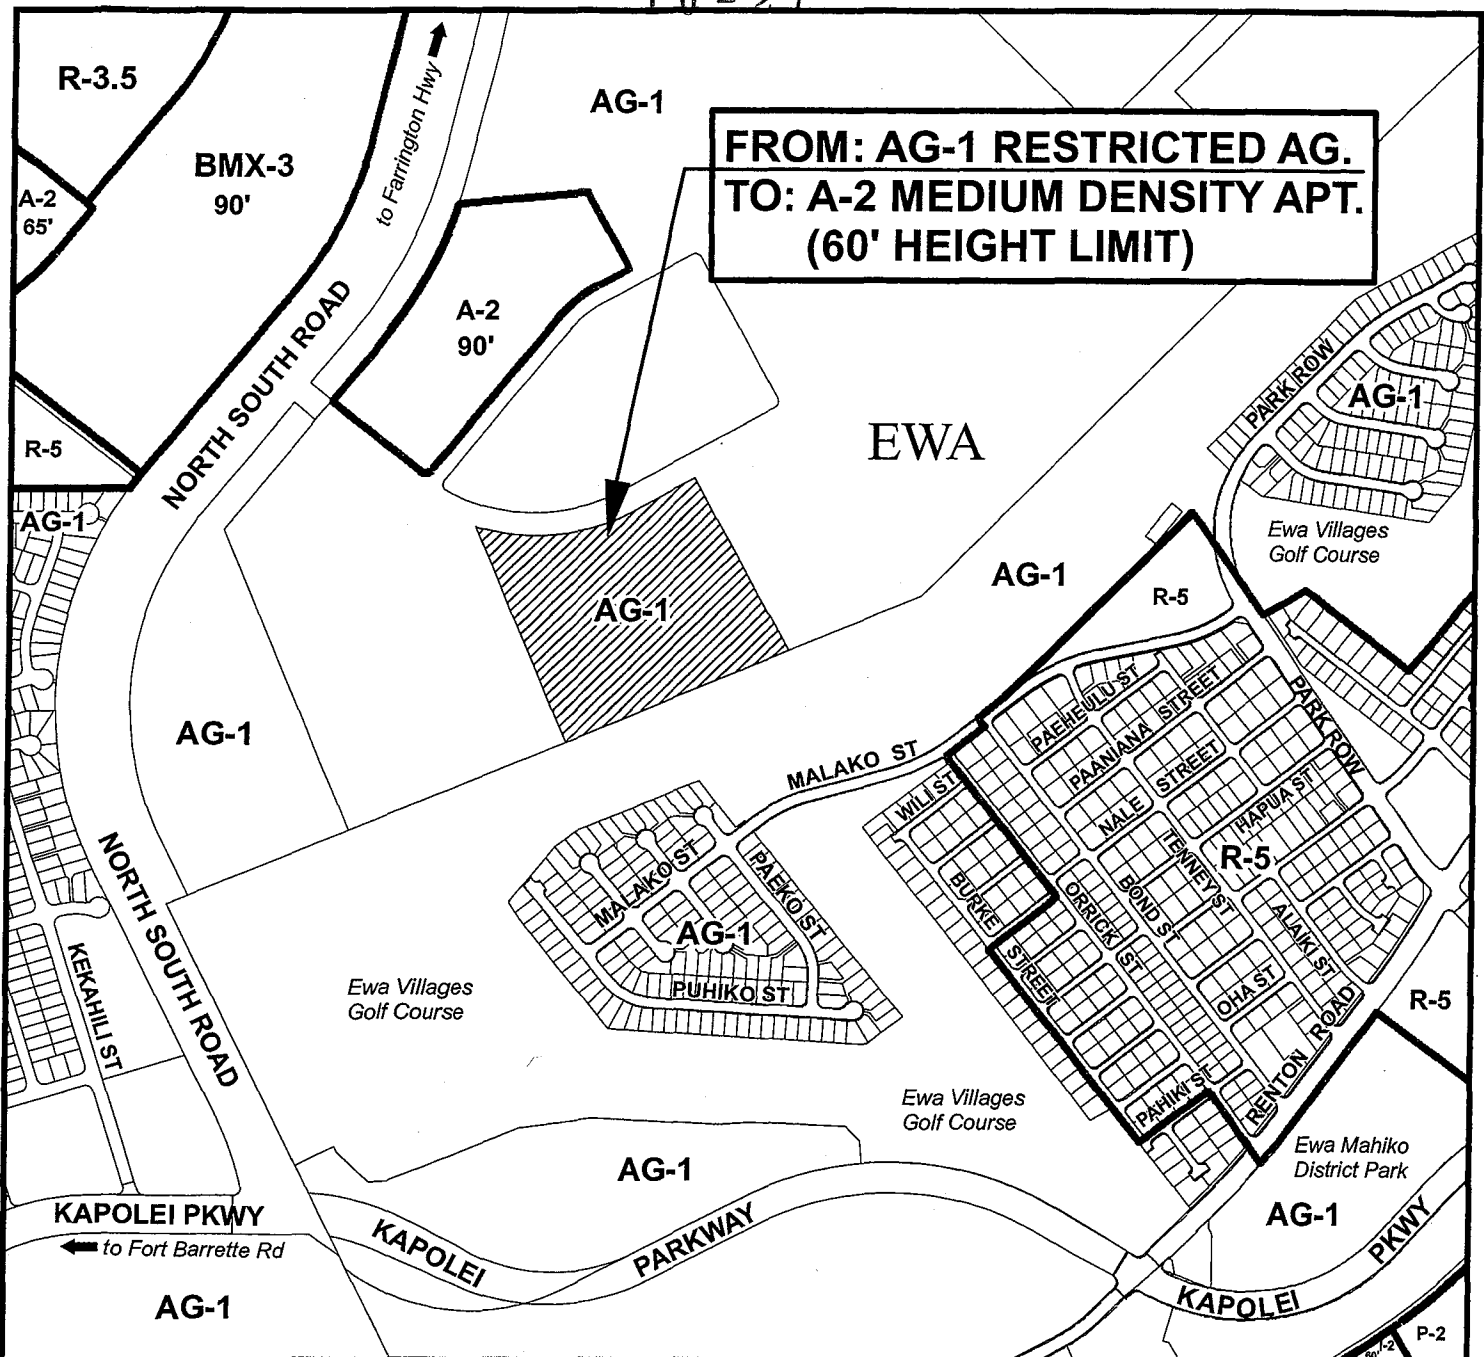 R-3.5
AG-1
to Farrington Hwy
FROM: AG-1 RESTRICTED AG.
TO: A-2 MEDIUM DENSITY APT.
(60' HEIGHT LIMIT)
BMX-3
90'
A-2
65'
A-2
90'
NORTH SOUTH ROAD
PARK ROW
AG-1
R-5
EWA
AG-1
Ewa Villages
Golf Course
AG-1
R-5
AG-1
AG-1
PAEHEULU ST
PAANIANA STREET
PARK ROW
MALAKO ST
WILI ST
NALE STREET
HAPUA ST
TENNEY ST
R-5
NORTH SOUTH ROAD
MALAKO ST
PAEKO ST
BURKE STREET
ORRICK ST
BOND ST
ALAIKI ST
AG-1
KEKAHILI ST
PUHIKO ST
OHA ST
RENTON ROAD
R-5
Ewa Villages
Golf Course
Ewa Villages
Golf Course
PAHIKI ST
Ewa Mahiko
District Park
AG-1
AG-1
KAPOLEI PKWY
to Fort Barrette Rd
KAPOLEI PARKWAY
KAPOLEI PKWY
AG-1
P-2